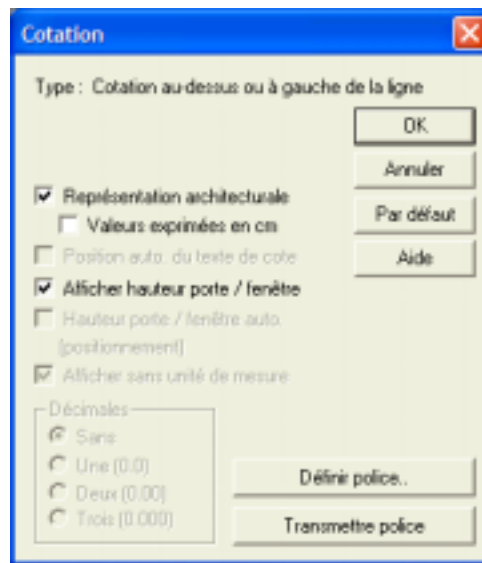 Cotation
Type : Cotation au-dessus ou à gauche de la ligne
OK
Annuler
Par défaut
Aide
Représentation architecturale
Valeurs exprimées en cm
Position auto. du texte de cote
Afficher hauteur porte / fenêtre
Hauteur porte / fenêtre auto.
(positionnement)
Afficher sans unité de mesure
Décimales
Sans
Une (0.0)
Deux (0.00)
Trois (0.000)
Définir police..
Transmettre police